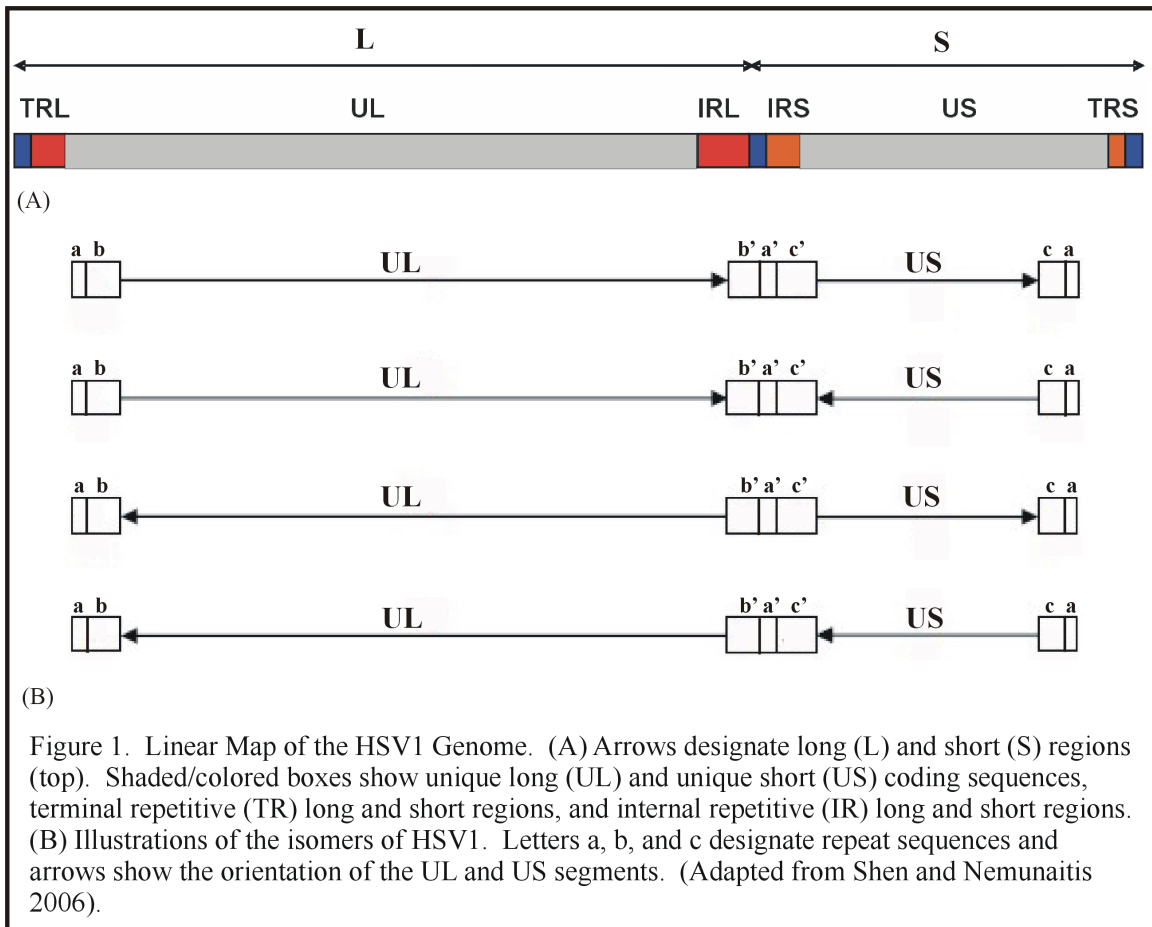 L S
TRL UL IRL IRS US TRS
(A)
a b UL b’ a’ c’ US c a
a b UL b’ a’ c’ US c a
a b UL b’ a’ c’ US c a
a b UL b’ a’ c’ US c a
(B)
Figure 1. Linear Map of the HSV1 Genome. (A) Arrows designate long (L) and short (S) regions
(top). Shaded/colored boxes show unique long (UL) and unique short (US) coding sequences,
terminal repetitive (TR) long and short regions, and internal repetitive (IR) long and short regions.
(B) Illustrations of the isomers of HSV1. Letters a, b, and c designate repeat sequences and
arrows show the orientation of the UL and US segments. (Adapted from Shen and Nemunaitis
2006).